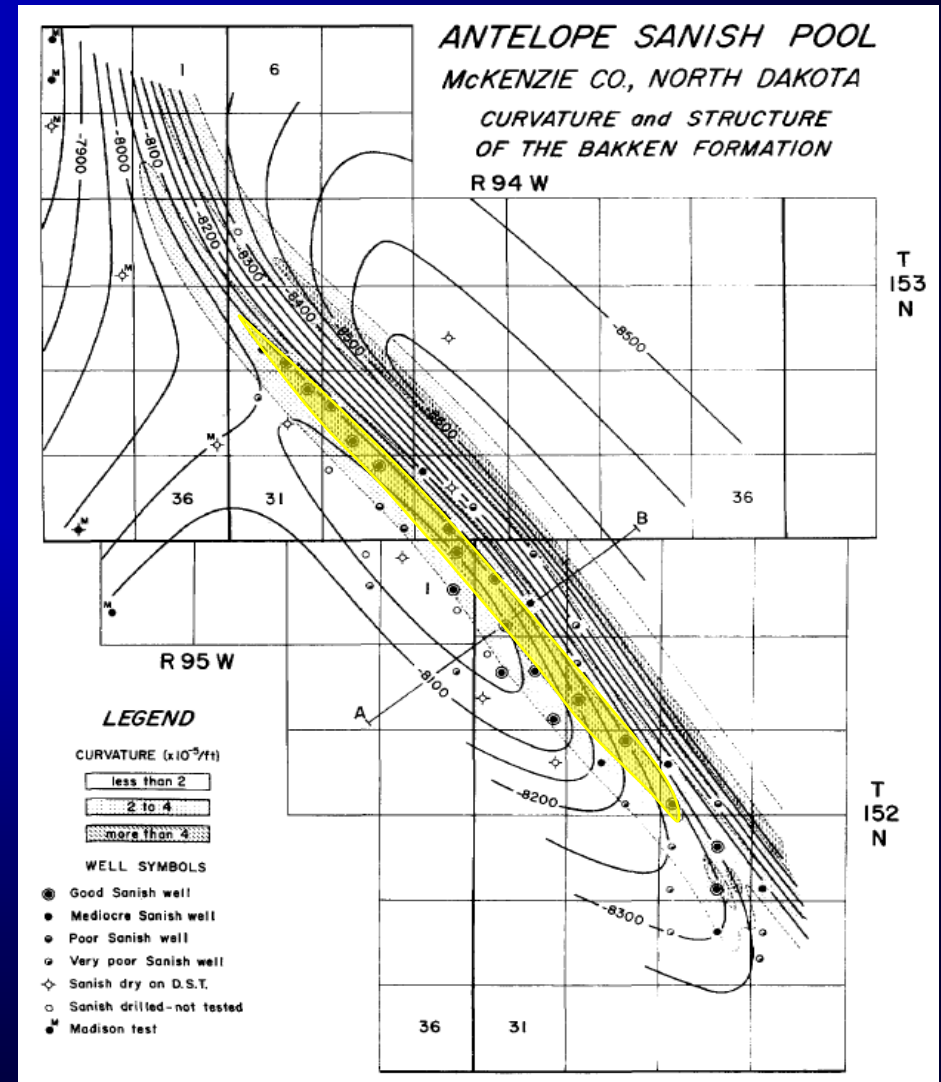 ANTELOPE SANISH POOL
McKENZIE CO., NORTH DAKOTA
CURVATURE and STRUCTURE
OF THE BAKKEN FORMATION
R 94 W
1
6
-7900
-8000
-8100
-8200
-8300
-8400
-8500
-8500
-8600
T
153
N
36
31
36
M
M
M
M
M
M
M
B
1
R 95 W
-8100
A
-8200
-8300
T
152
N
36
31
LEGEND
CURVATURE (x10⁻⁵/ft)
less than 2
2 to 4
more than 4
WELL SYMBOLS
Good Sanish well
Mediocre Sanish well
Poor Sanish well
Very poor Sanish well
Sanish dry on D.S.T.
Sanish drilled-not tested
M Madison test